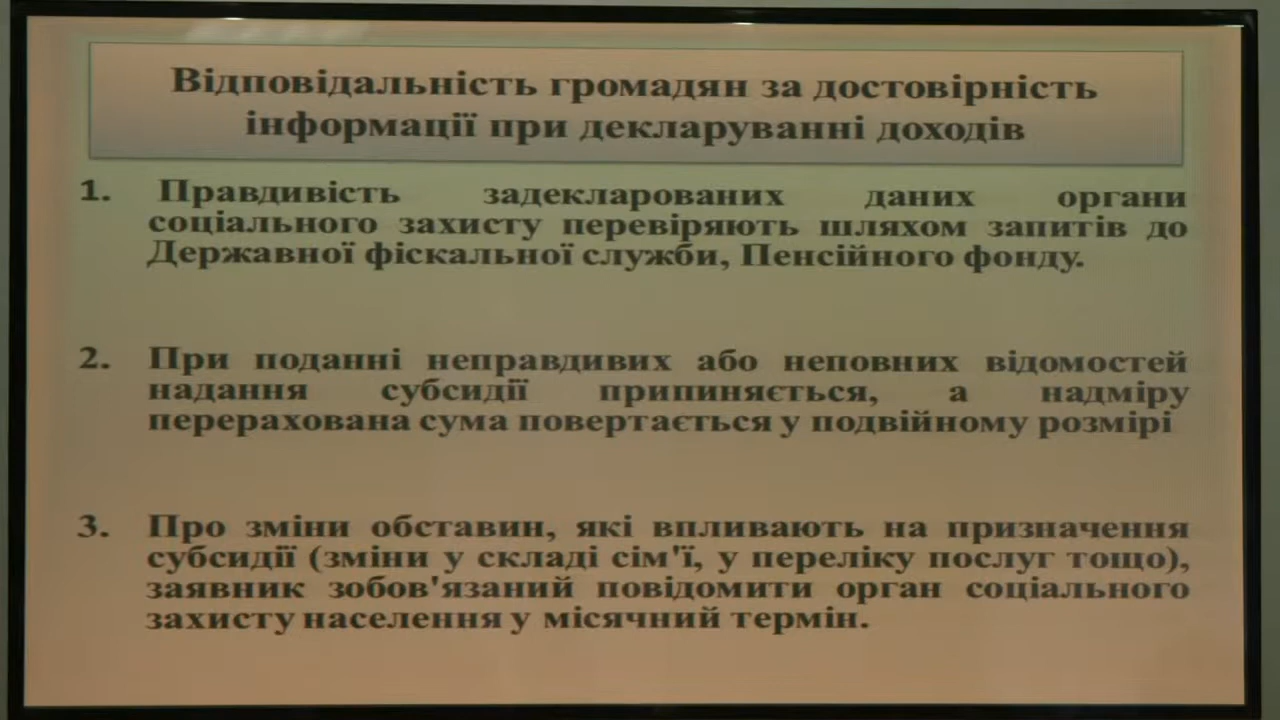 Відповідальність громадян за достовірність
інформації при декларуванні доходів
1. Правдивість задекларованих даних органи
соціального захисту перевіряють шляхом запитів до
Державної фіскальної служби, Пенсійного фонду.
2. При поданні неправдивих або неповних відомостей
надання субсидії припиняється, а надміру
перерахована сума повертається у подвійному розмірі
3. Про зміни обставин, які впливають на призначення
субсидії (зміни у складі сім'ї, у переліку послуг тощо),
заявник зобов'язаний повідомити орган соціального
захисту населення у місячний термін.